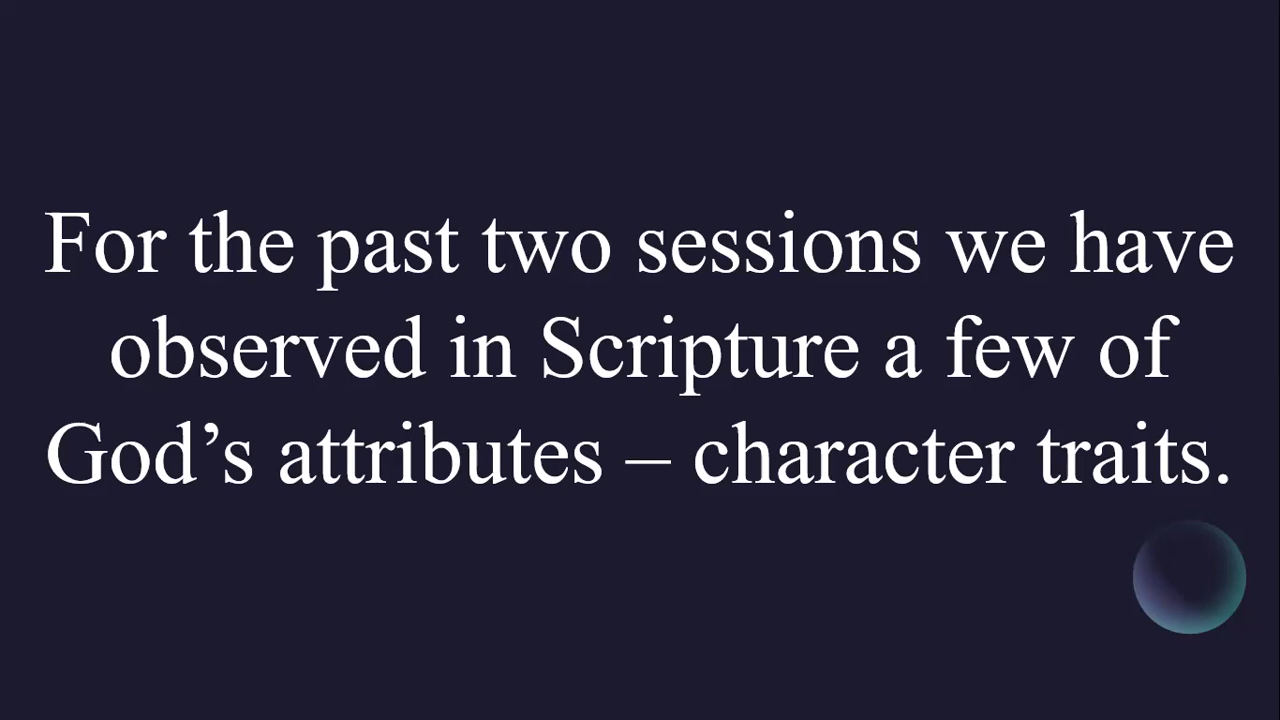 For the past two sessions we have
observed in Scripture a few of
God’s attributes – character traits.